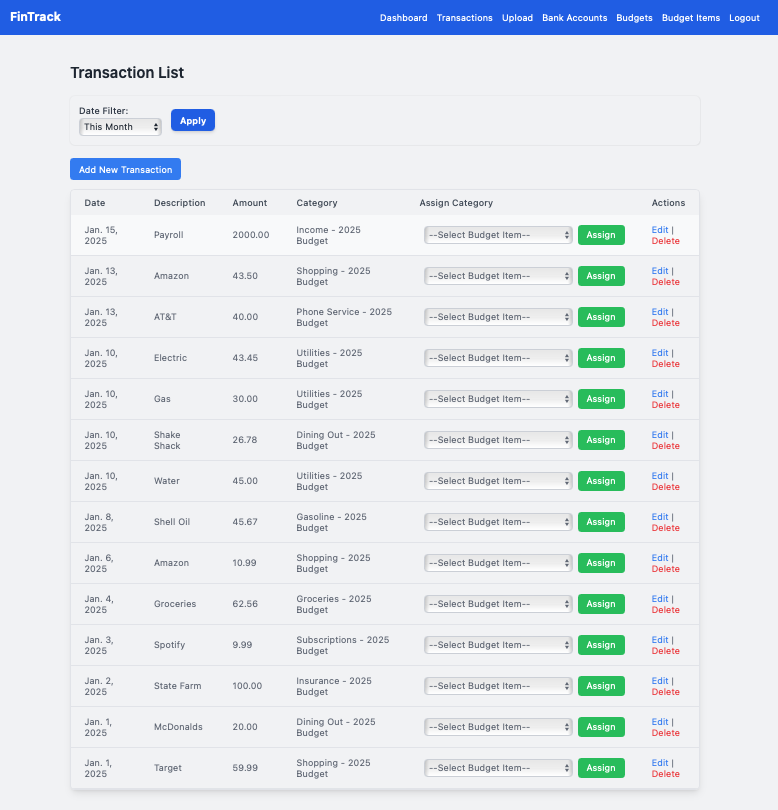 FinTrack Dashboard Transactions Upload Bank Accounts Budgets Budget Items Logout
Transaction List
Date Filter:
This Month Apply
Add New Transaction
Date Description Amount Category Assign Category Actions
Jan. 15, 2025 Payroll 2000.00 Income - 2025 Budget --Select Budget Item-- Assign Edit | Delete
Jan. 13, 2025 Amazon 43.50 Shopping - 2025 Budget --Select Budget Item-- Assign Edit | Delete
Jan. 13, 2025 AT&T 40.00 Phone Service - 2025 Budget --Select Budget Item-- Assign Edit | Delete
Jan. 10, 2025 Electric 43.45 Utilities - 2025 Budget --Select Budget Item-- Assign Edit | Delete
Jan. 10, 2025 Gas 30.00 Utilities - 2025 Budget --Select Budget Item-- Assign Edit | Delete
Jan. 10, 2025 Shake Shack 26.78 Dining Out - 2025 Budget --Select Budget Item-- Assign Edit | Delete
Jan. 10, 2025 Water 45.00 Utilities - 2025 Budget --Select Budget Item-- Assign Edit | Delete
Jan. 8, 2025 Shell Oil 45.67 Gasoline - 2025 Budget --Select Budget Item-- Assign Edit | Delete
Jan. 6, 2025 Amazon 10.99 Shopping - 2025 Budget --Select Budget Item-- Assign Edit | Delete
Jan. 4, 2025 Groceries 62.56 Groceries - 2025 Budget --Select Budget Item-- Assign Edit | Delete
Jan. 3, 2025 Spotify 9.99 Subscriptions - 2025 Budget --Select Budget Item-- Assign Edit | Delete
Jan. 2, 2025 State Farm 100.00 Insurance - 2025 Budget --Select Budget Item-- Assign Edit | Delete
Jan. 1, 2025 McDonalds 20.00 Dining Out - 2025 Budget --Select Budget Item-- Assign Edit | Delete
Jan. 1, 2025 Target 59.99 Shopping - 2025 Budget --Select Budget Item-- Assign Edit | Delete